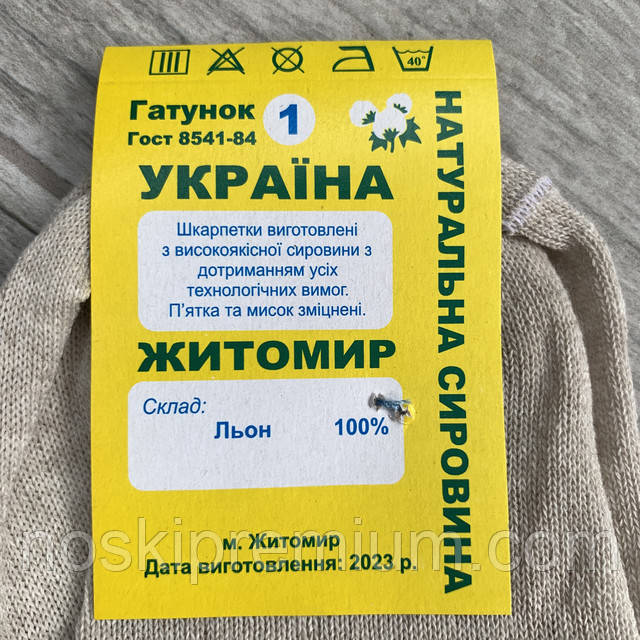 40°
Гатунок 1
Гост 8541-84
УКРАЇНА
Шкарпетки виготовлені
з високоякісної сировини з
дотриманням усіх
технологічних вимог.
П'ятка та мисок зміцнені.
ЖИТОМИР
Склад:
Льон 100%
м. Житомир
Дата виготовлення: 2023 р.
НАТУРАЛЬНА СИРОВИНА
noskipremium.com